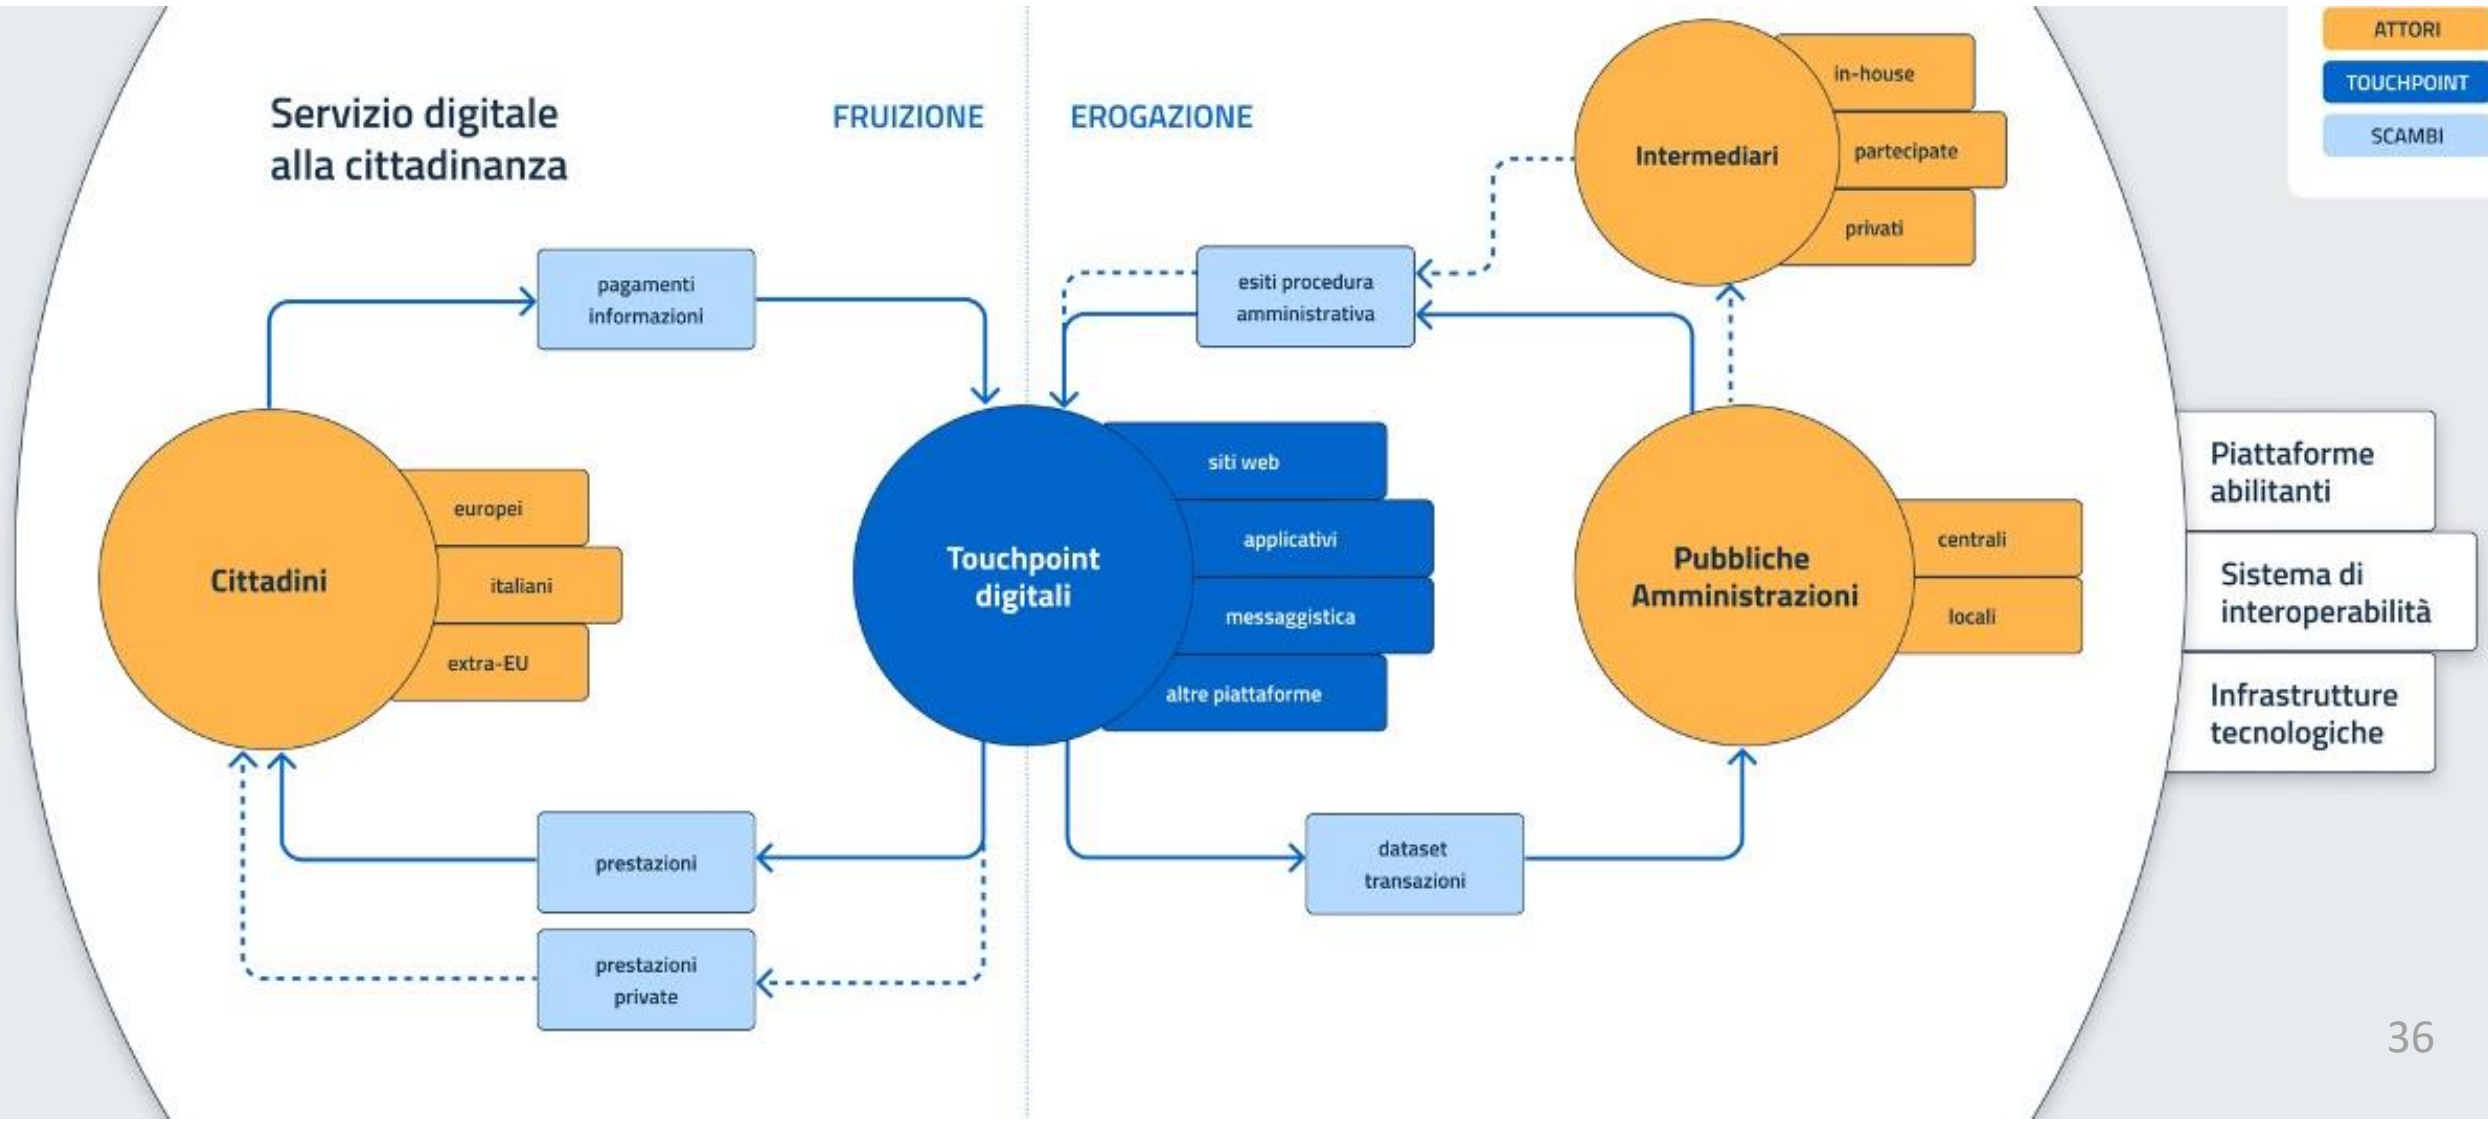 Servizio digitale
alla cittadinanza
FRUIZIONE
EROGAZIONE
ATTORI
TOUCHPOINT
SCAMBI
Intermediari
in-house
partecipate
privati
pagamenti
informazioni
esiti procedura
amministrativa
Cittadini
europei
italiani
extra-EU
Touchpoint
digitali
siti web
applicativi
messaggistica
altre piattaforme
Pubbliche
Amministrazioni
centrali
locali
Piattaforme
abilitanti
Sistema di
interoperabilità
Infrastrutture
tecnologiche
prestazioni
prestazioni
private
dataset
transazioni
36